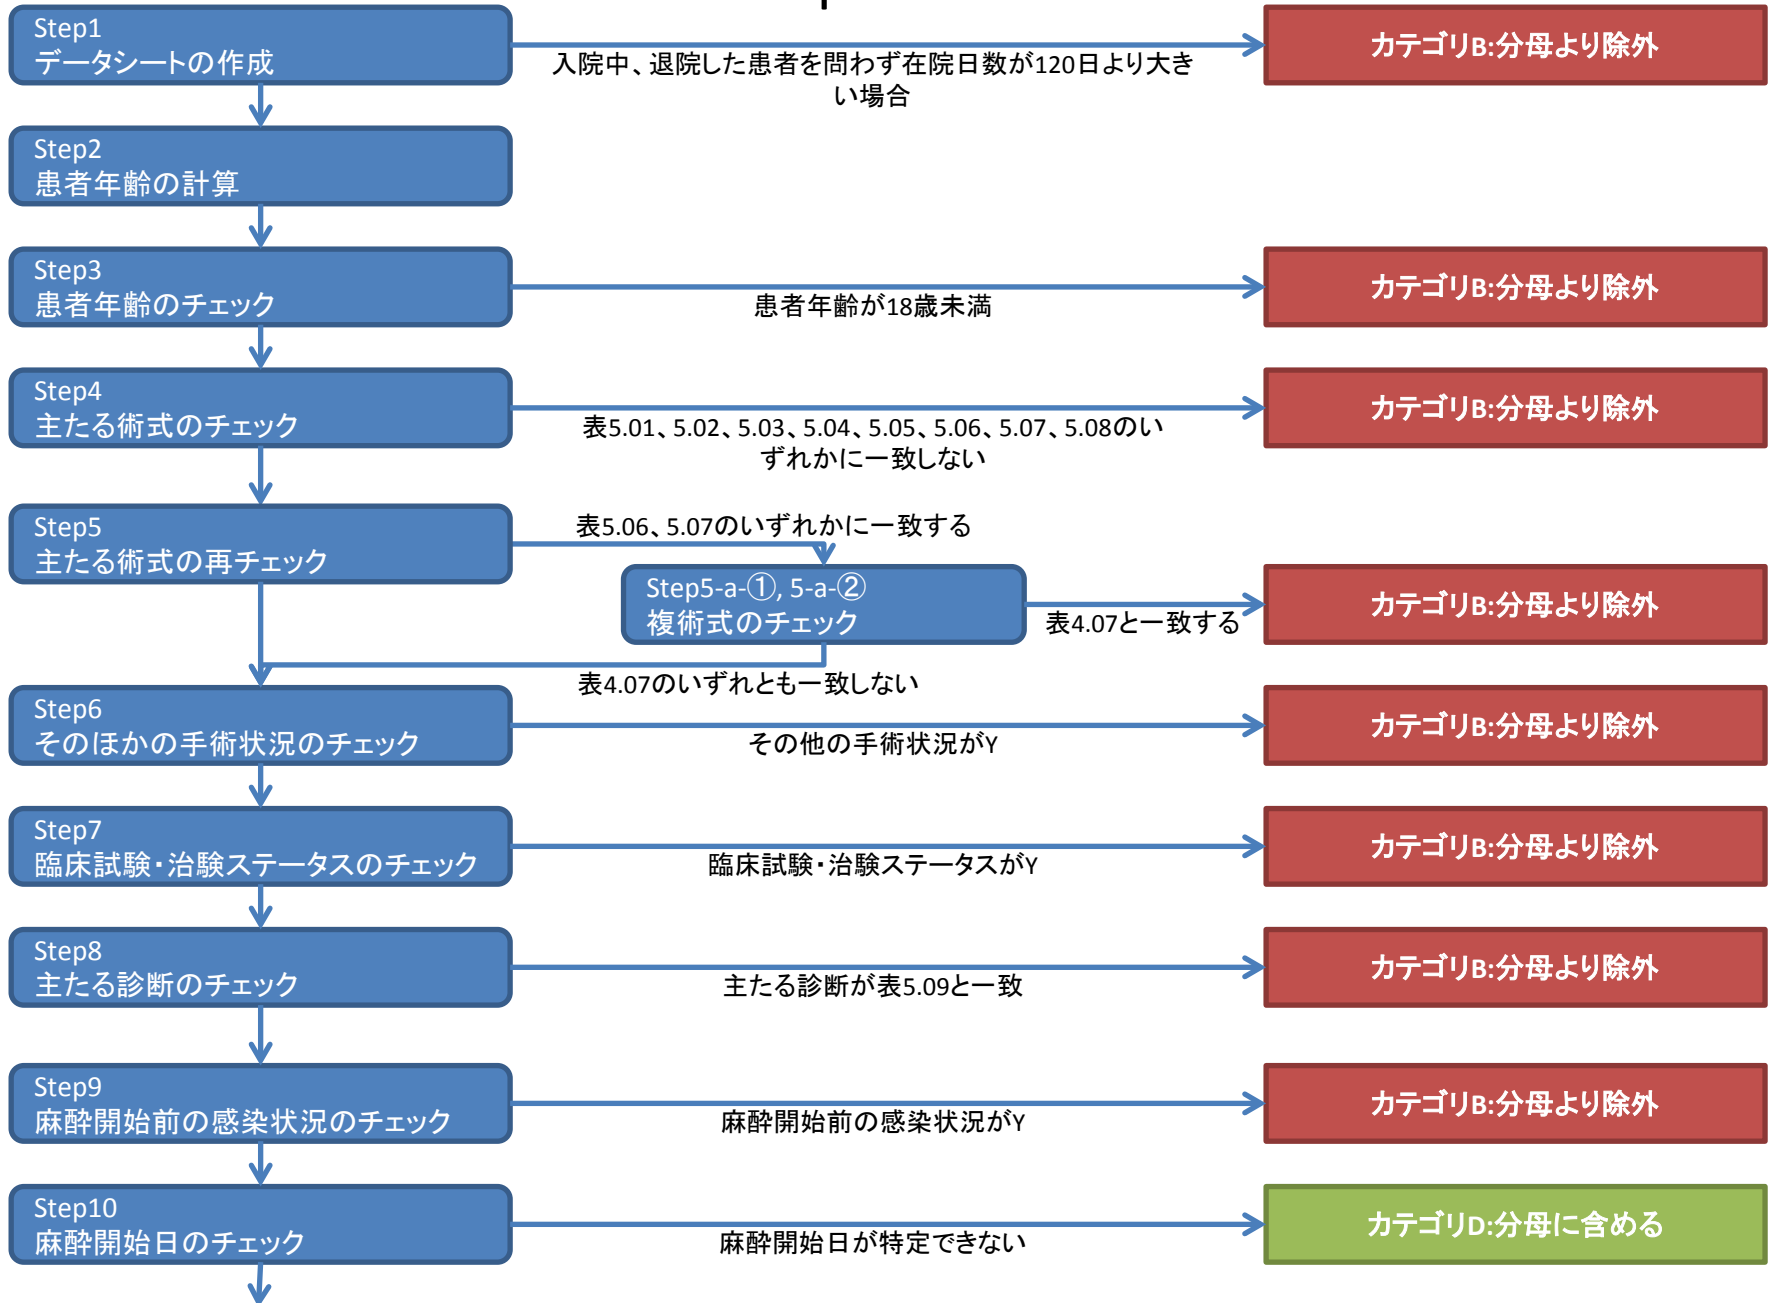 Step1
データシートの作成
入院中、退院した患者を問わず在院日数が120日より大き
い場合
カテゴリB:分母より除外
Step2
患者年齢の計算
Step3
患者年齢のチェック
患者年齢が18歳未満
カテゴリB:分母より除外
Step4
主たる術式のチェック
表5.01、5.02、5.03、5.04、5.05、5.06、5.07、5.08のい
ずれかに一致しない
カテゴリB:分母より除外
Step5
主たる術式の再チェック
表5.06、5.07のいずれかに一致する
Step5-a-①, 5-a-②
複術式のチェック
表4.07と一致する
カテゴリB:分母より除外
表4.07のいずれとも一致しない
Step6
そのほかの手術状況のチェック
その他の手術状況がY
カテゴリB:分母より除外
Step7
臨床試験・治験ステータスのチェック
臨床試験・治験ステータスがY
カテゴリB:分母より除外
Step8
主たる診断のチェック
主たる診断が表5.09と一致
カテゴリB:分母より除外
Step9
麻酔開始前の感染状況のチェック
麻酔開始前の感染状況がY
カテゴリB:分母より除外
Step10
麻酔開始日のチェック
麻酔開始日が特定できない
カテゴリD:分母に含める